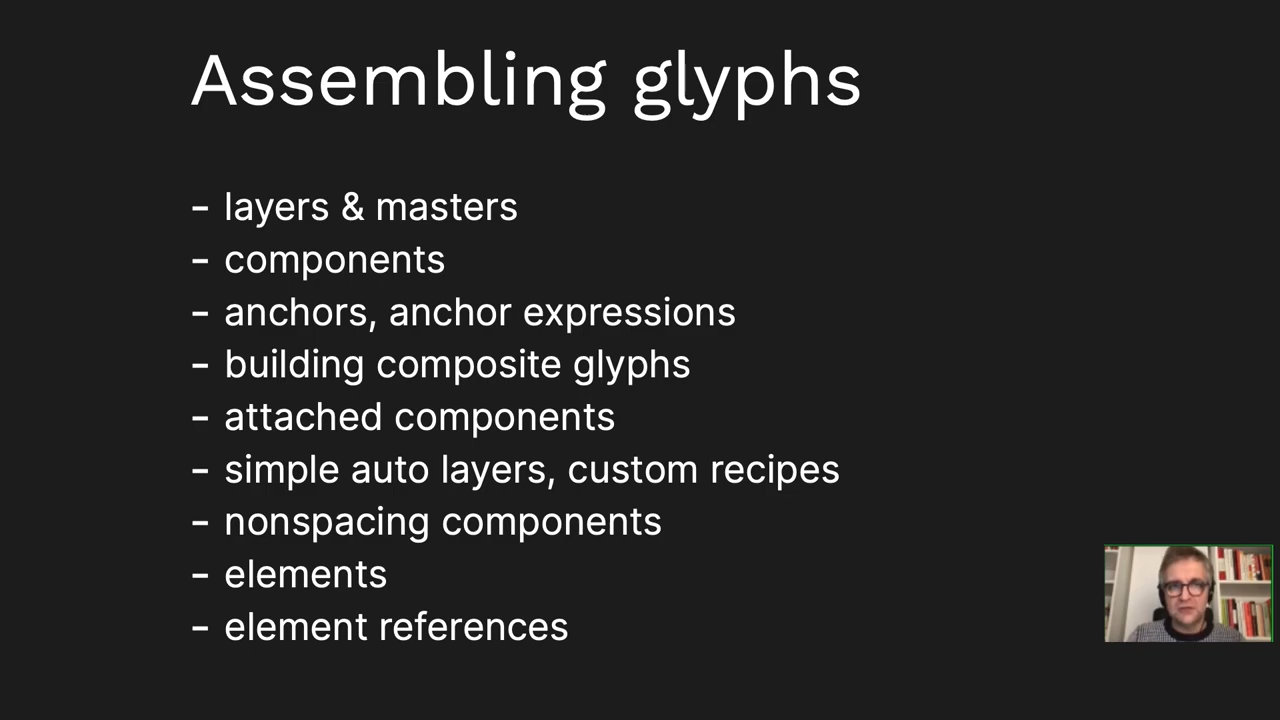 Assembling glyphs
- layers & masters
- components
- anchors, anchor expressions
- building composite glyphs
- attached components
- simple auto layers, custom recipes
- nonspacing components
- elements
- element references